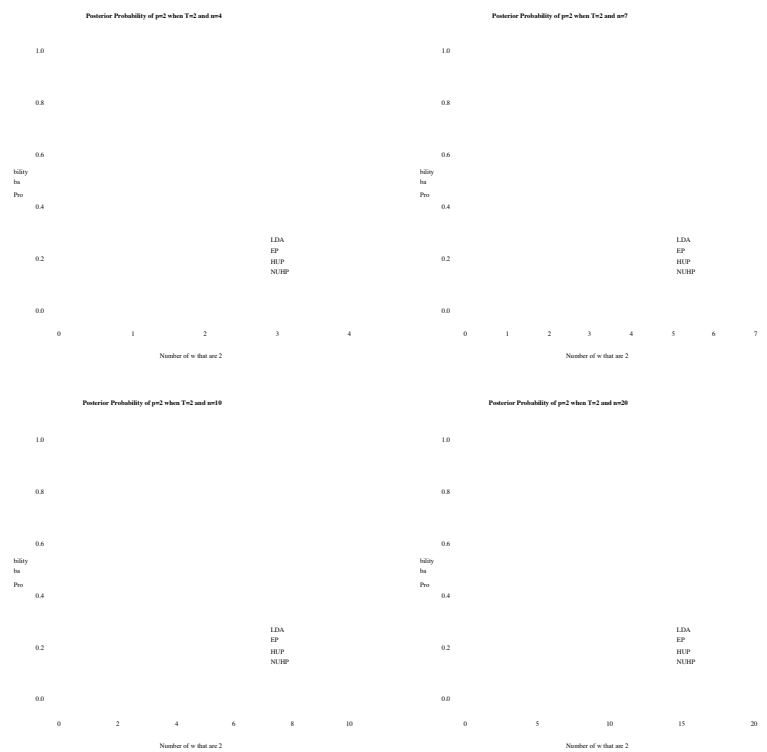 Posterior Probability of p=2 when T=2 and n=4
1.0
0.8
0.6
bility
ba
Pro
0.4
LDA
EP
0.2
HUP
NUHP
0.0
0 1 2 3 4
Number of w that are 2
Posterior Probability of p=2 when T=2 and n=7
1.0
0.8
0.6
bility
ba
Pro
0.4
LDA
EP
0.2
HUP
NUHP
0.0
0 1 2 3 4 5 6 7
Number of w that are 2
Posterior Probability of p=2 when T=2 and n=10
1.0
0.8
0.6
bility
ba
Pro
0.4
LDA
EP
0.2
HUP
NUHP
0.0
0 2 4 6 8 10
Number of w that are 2
Posterior Probability of p=2 when T=2 and n=20
1.0
0.8
0.6
bility
ba
Pro
0.4
LDA
EP
0.2
HUP
NUHP
0.0
0 5 10 15 20
Number of w that are 2